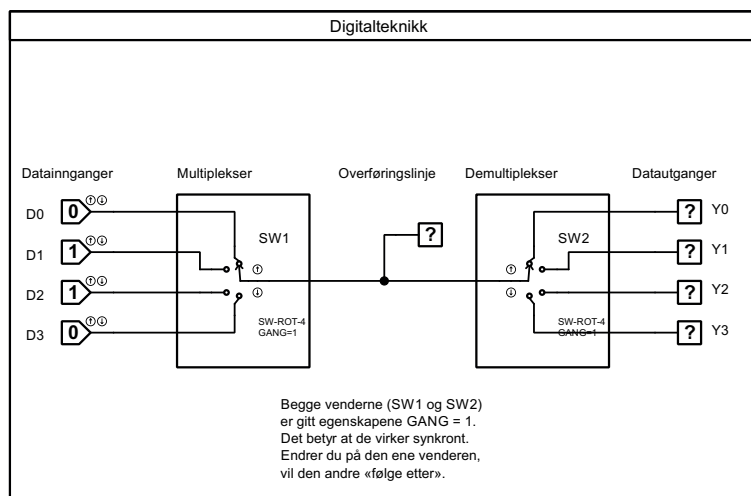 Digitalteknikk
Datainnganger Multiplekser Overføringslinje Demultiplekser Datautganger
D0 0 ? Y0
SW1 ? SW2
D1 1 ? Y1
D2 1 ? Y2
D3 0 ? Y3
SW-ROT-4 SW-ROT-4
GANG=1 GANG=1
Begge venderne (SW1 og SW2)
er gitt egenskapene GANG = 1.
Det betyr at de virker synkront.
Endrer du på den ene venderen,
vil den andre «følge etter».